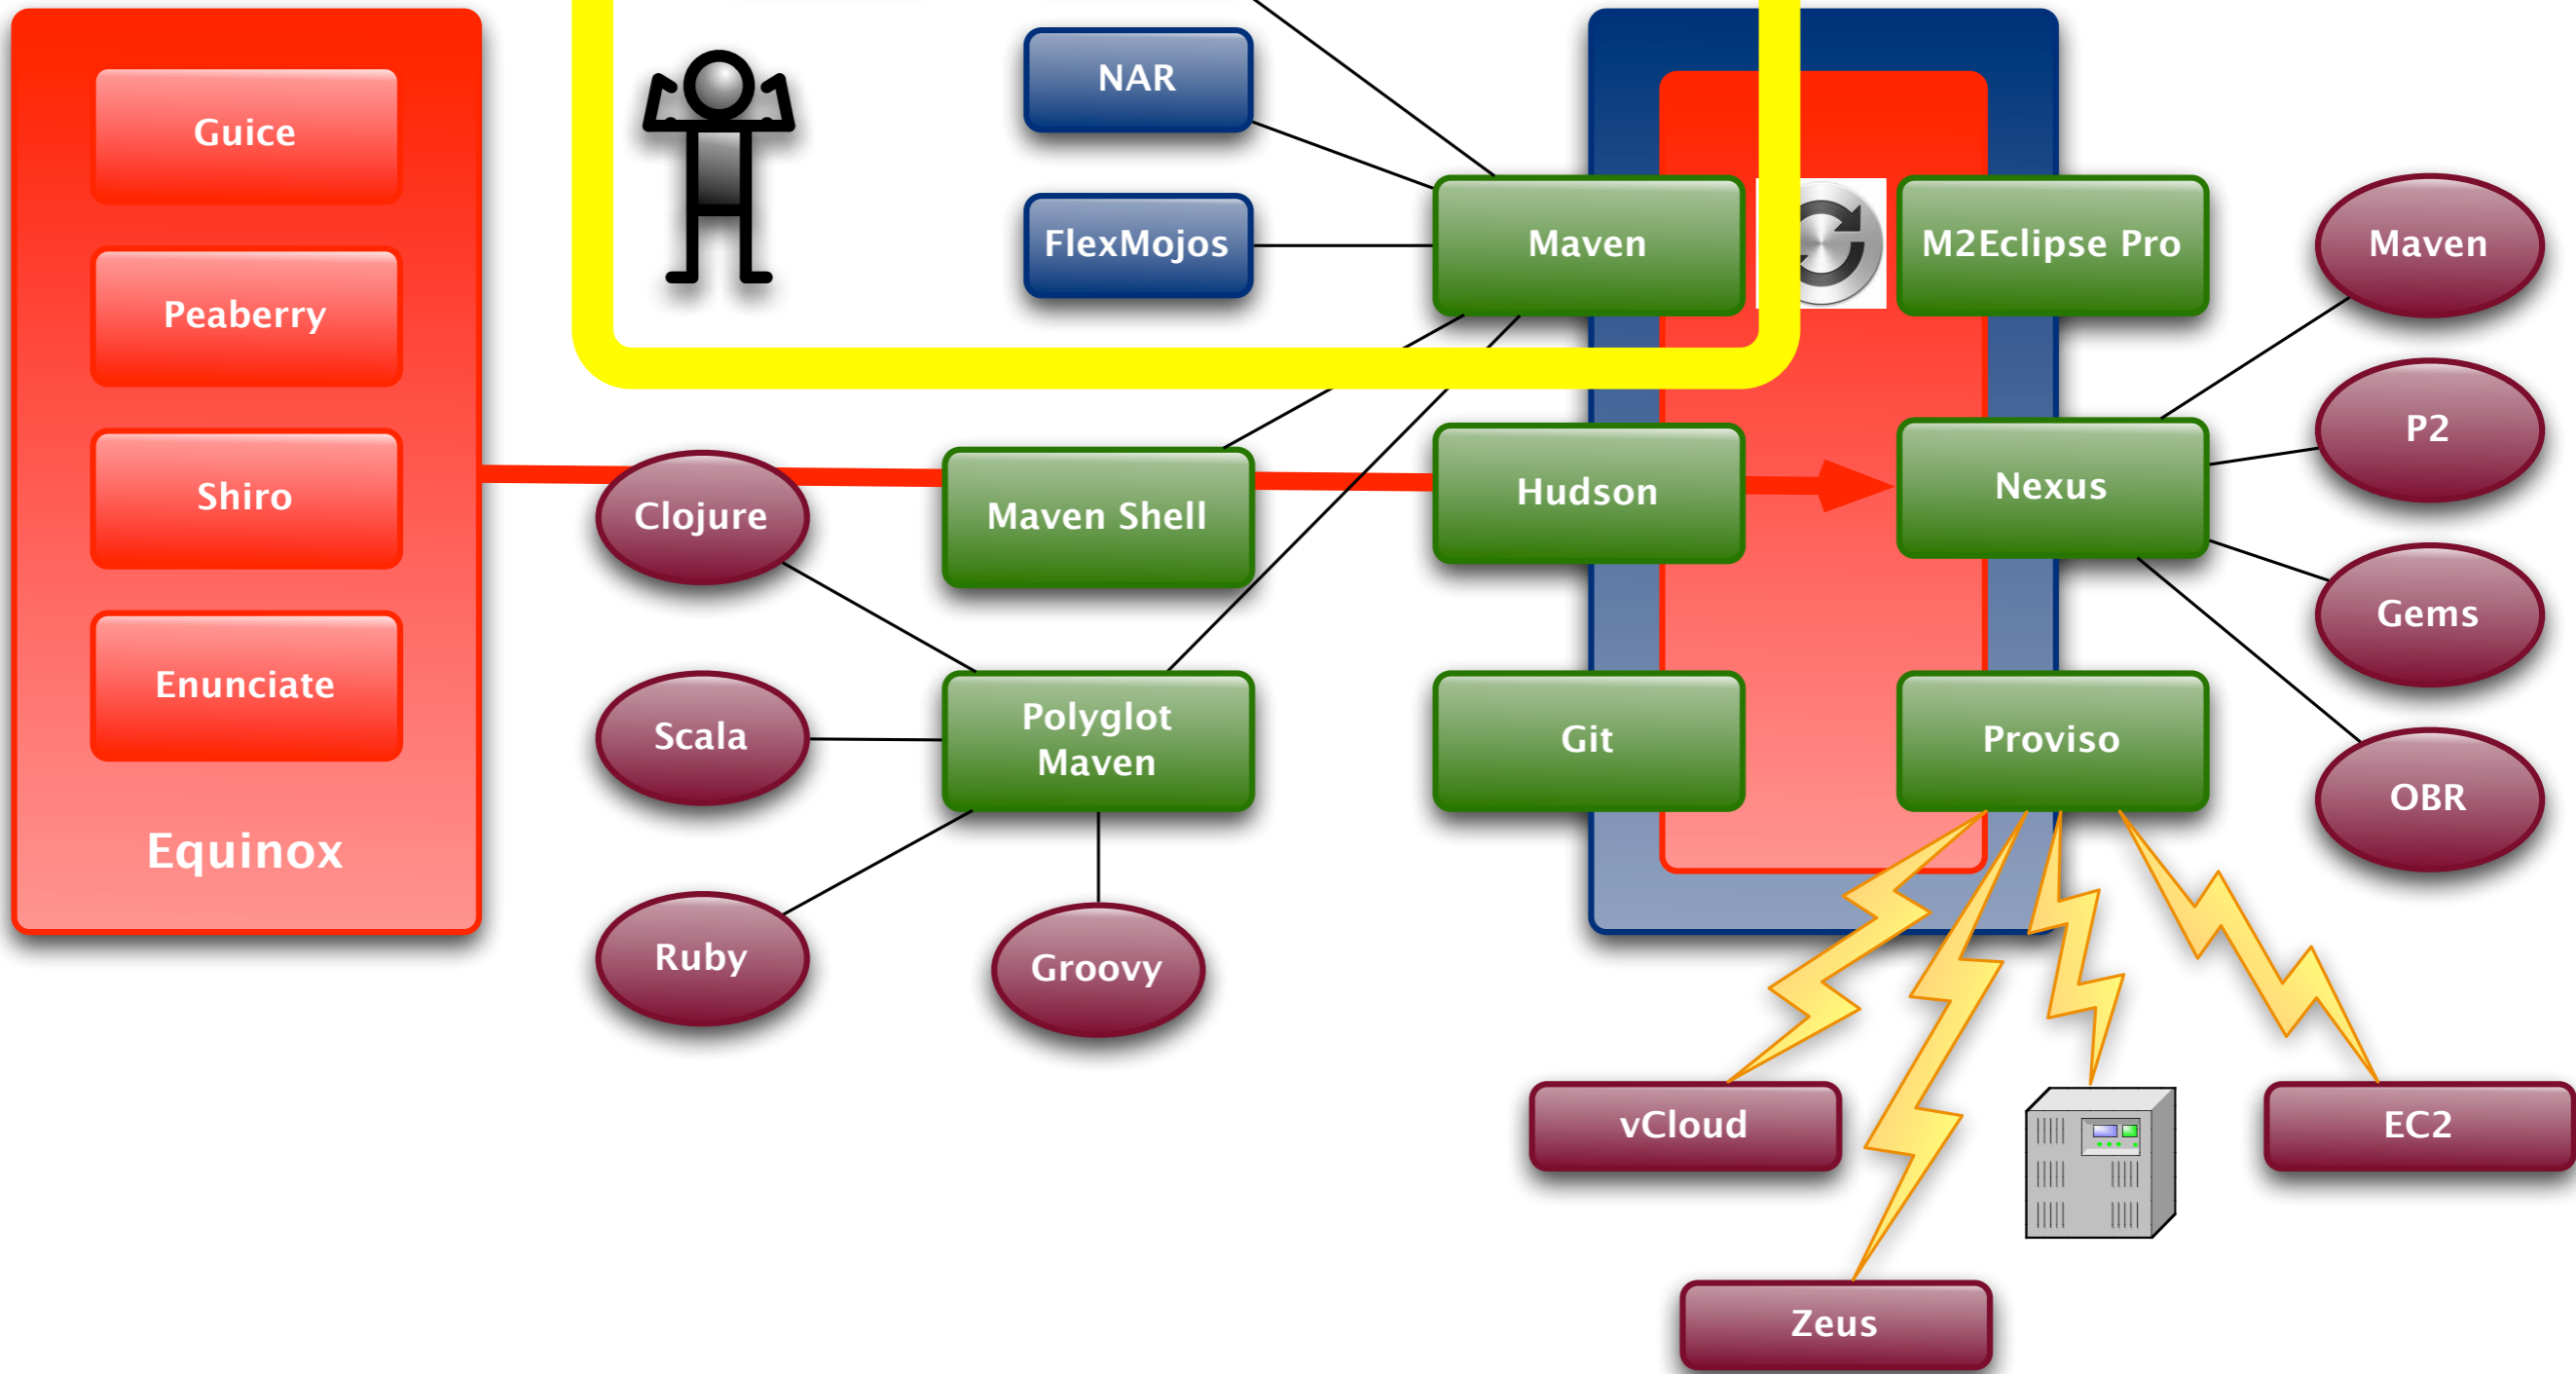 Guice
Peaberry
Shiro
Enunciate
Equinox
NAR
FlexMojos
Maven
M2Eclipse Pro
Maven
P2
Gems
OBR
Clojure
Maven Shell
Hudson
Nexus
Scala
Polyglot
Maven
Git
Proviso
Ruby
Groovy
vCloud
EC2
Zeus